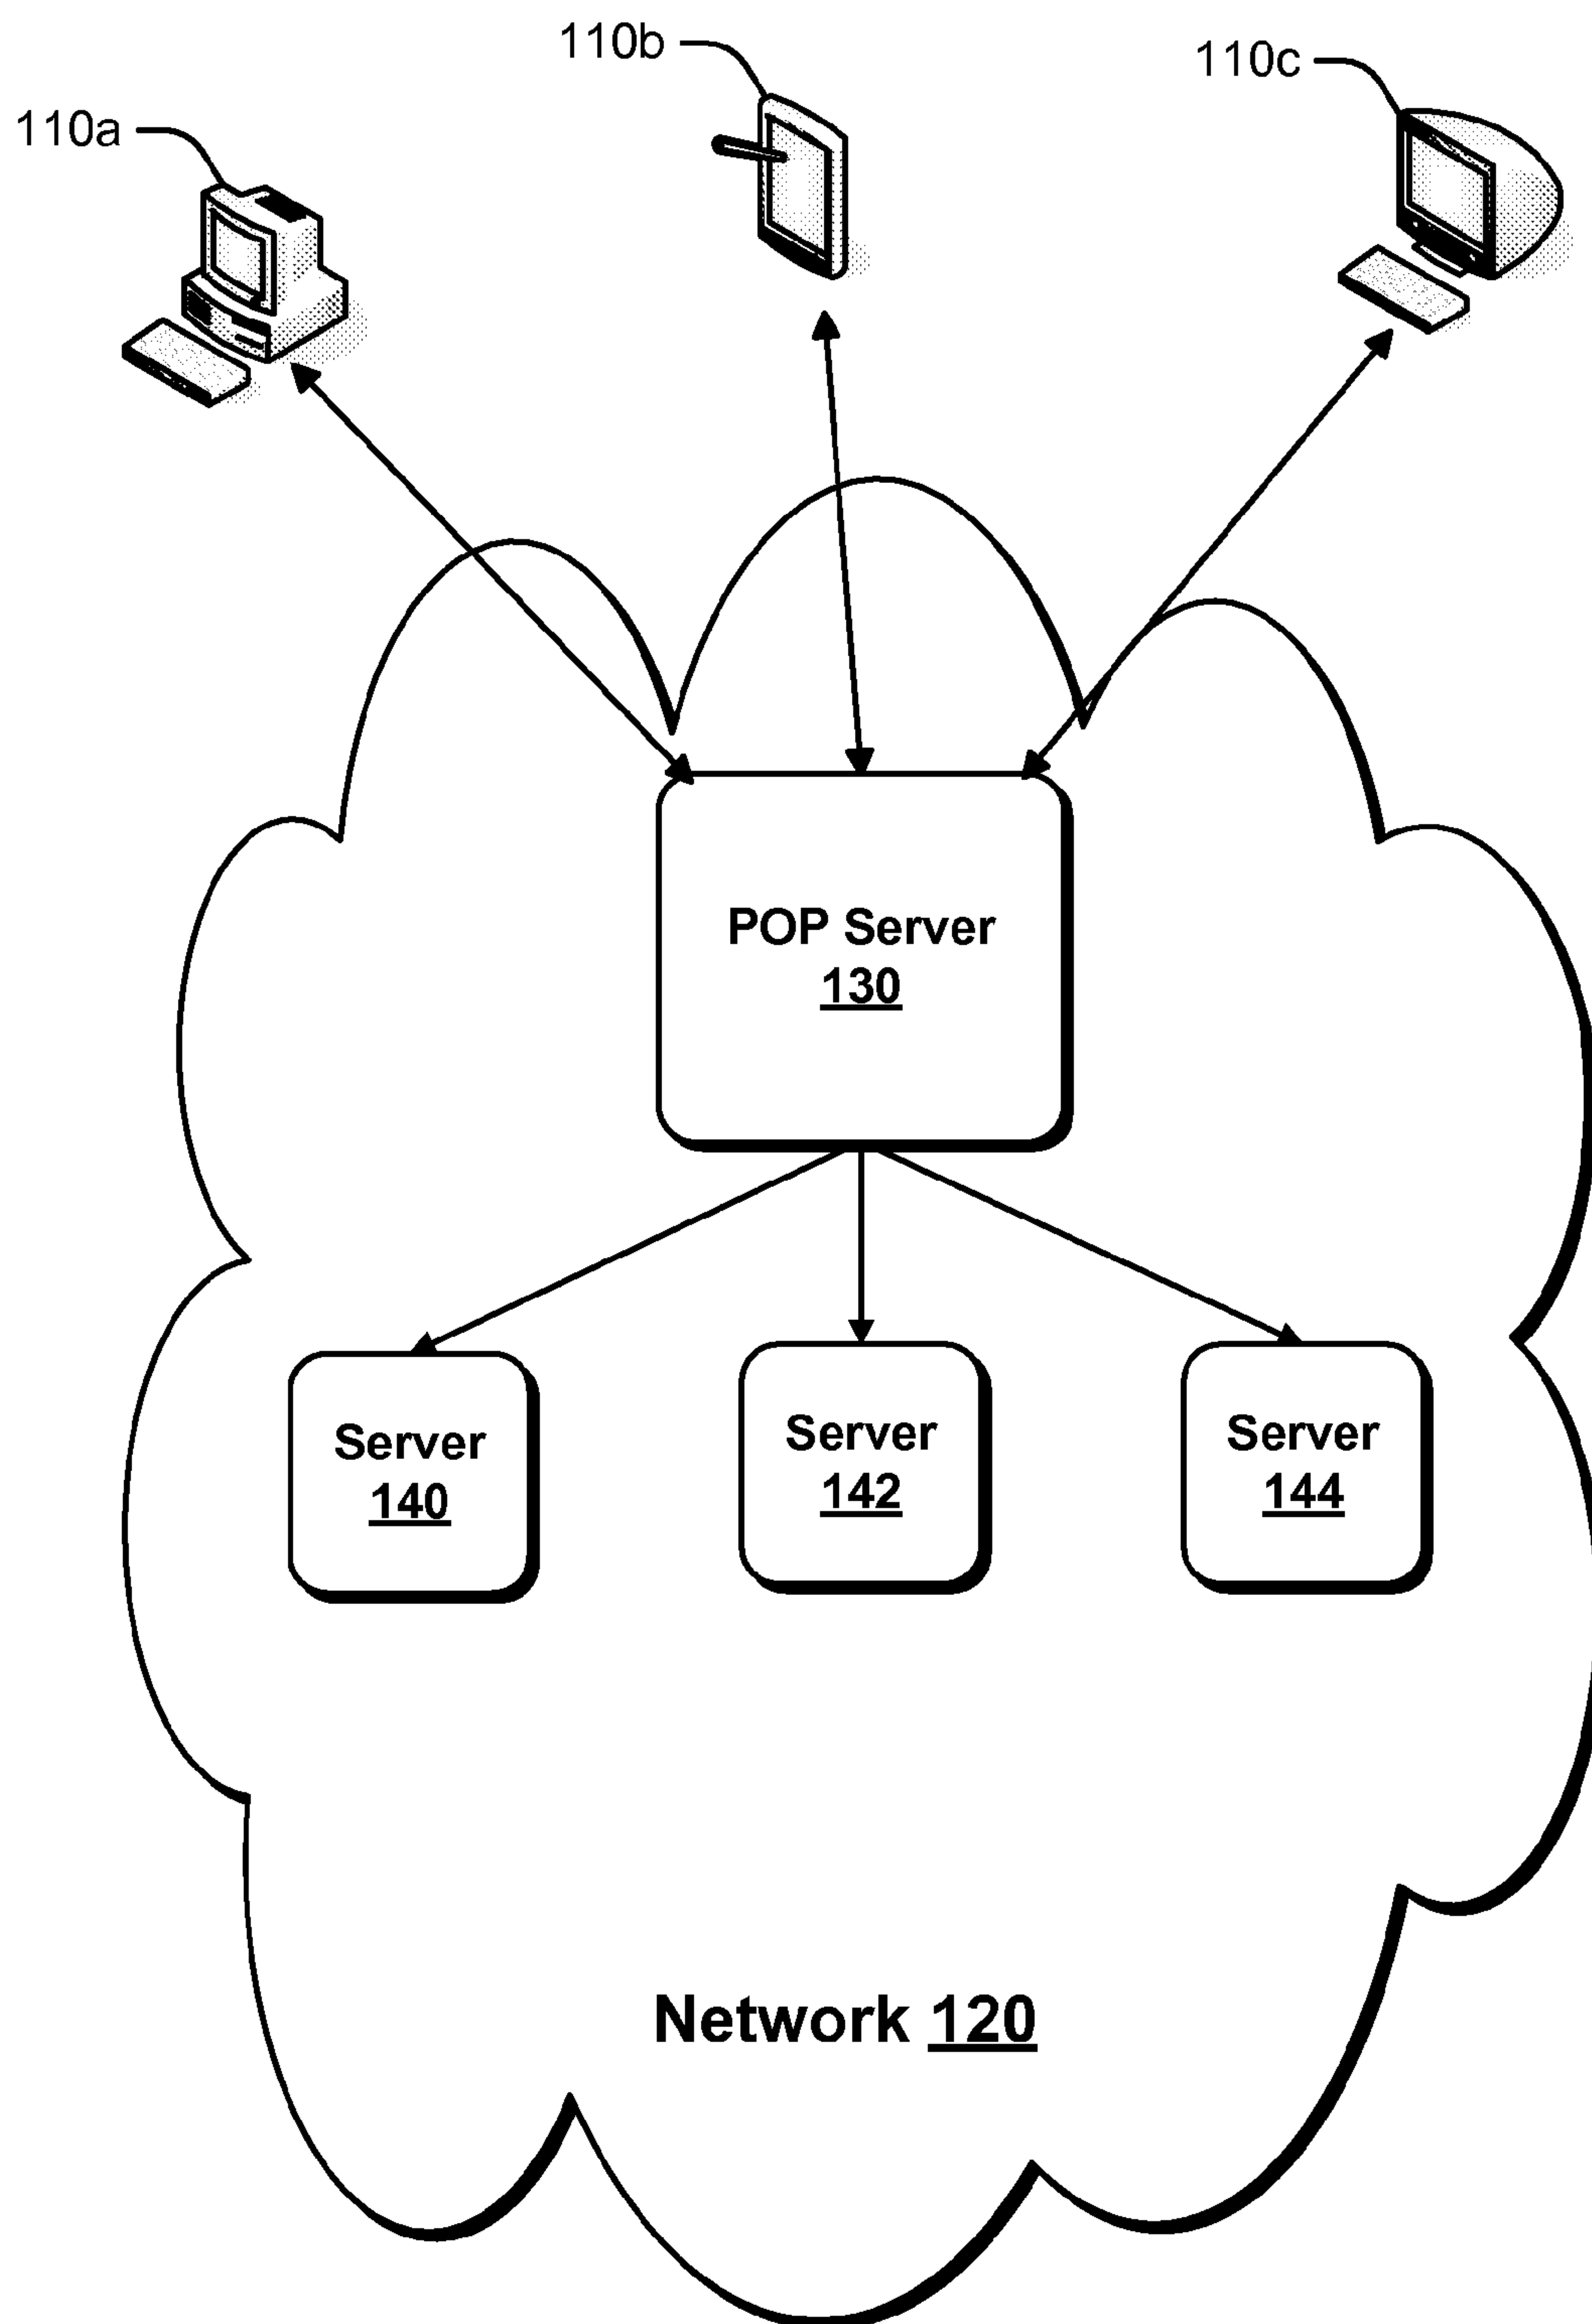 110b
110c
110a
POP Server
130
Server
140
Server
142
Server
144
Network 120